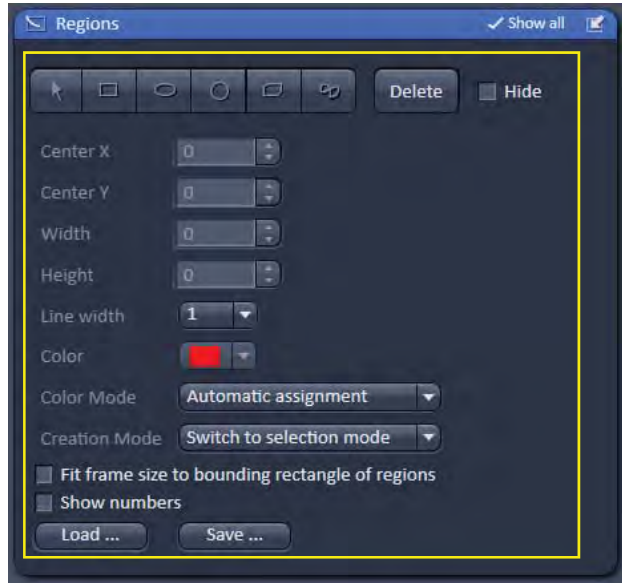 Regions Show all
Delete Hide
Center X 0
Center Y 0
Width 0
Height 0
Line width 1
Color
Color Mode Automatic assignment
Creation Mode Switch to selection mode
Fit frame size to bounding rectangle of regions
Show numbers
Load ... Save ...